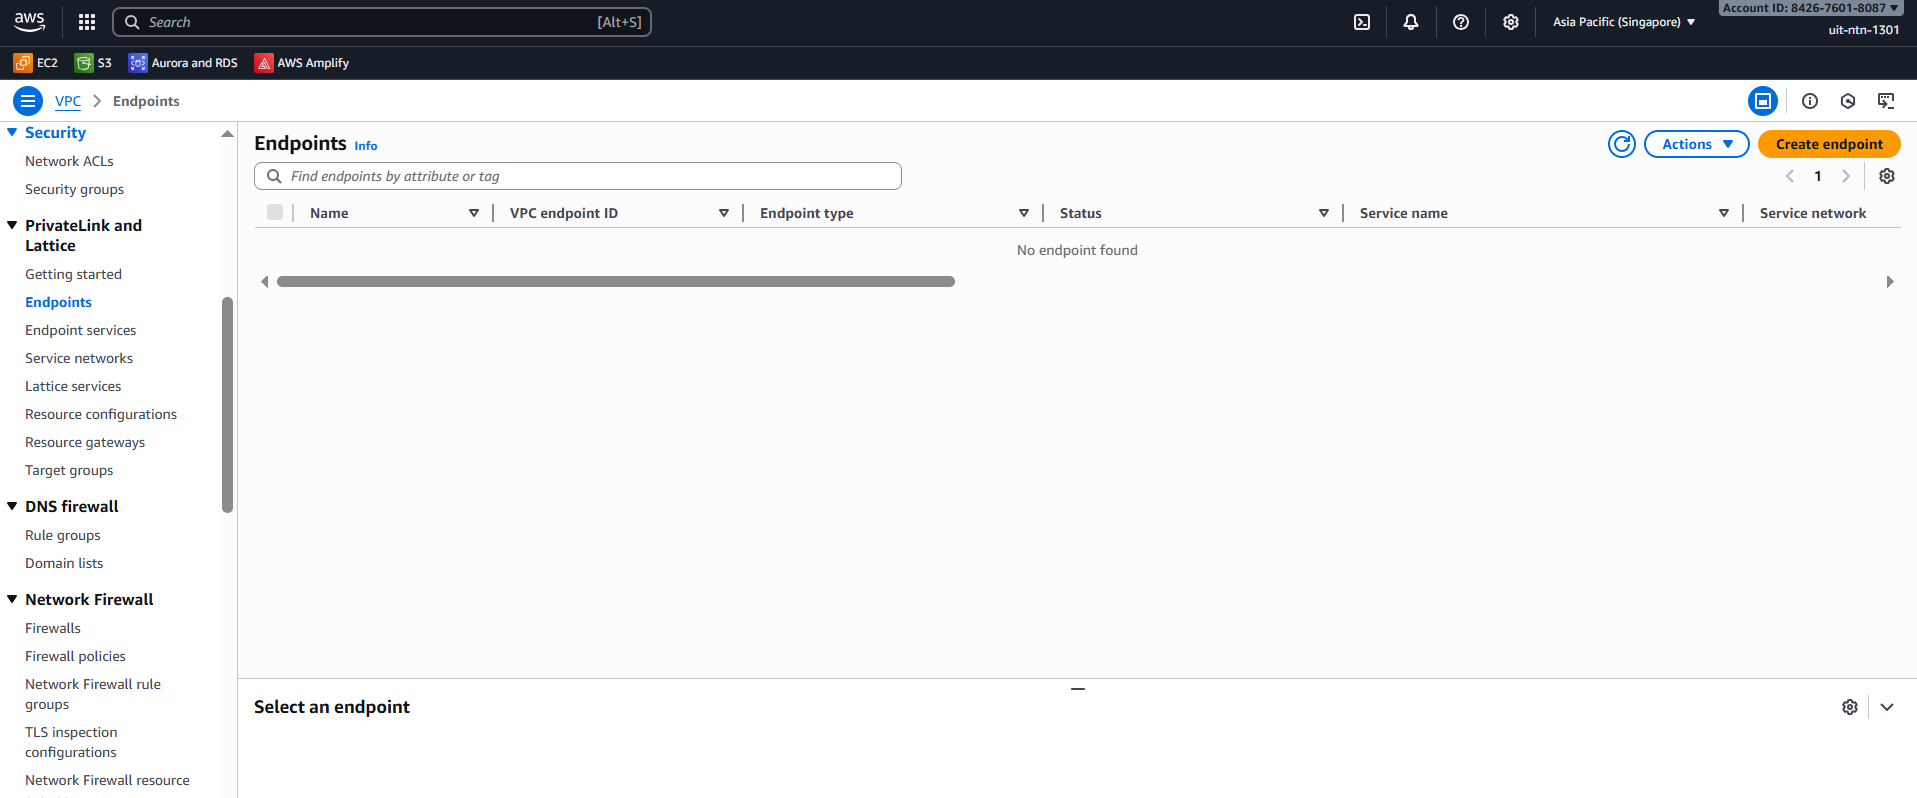 aws
Search
[Alt+S]
Asia Pacific (Singapore)
Account ID: 8426-7601-8087
uit-ntn-1301
EC2
S3
Aurora and RDS
AWS Amplify
VPC
Endpoints
Security
Network ACLs
Security groups
PrivateLink and
Lattice
Getting started
Endpoints
Endpoint services
Service networks
Lattice services
Resource configurations
Resource gateways
Target groups
DNS firewall
Rule groups
Domain lists
Network Firewall
Firewalls
Firewall policies
Network Firewall rule
groups
TLS inspection
configurations
Network Firewall resource
Endpoints Info
Actions
Create endpoint
Find endpoints by attribute or tag
1
Name
VPC endpoint ID
Endpoint type
Status
Service name
Service network
No endpoint found
Select an endpoint